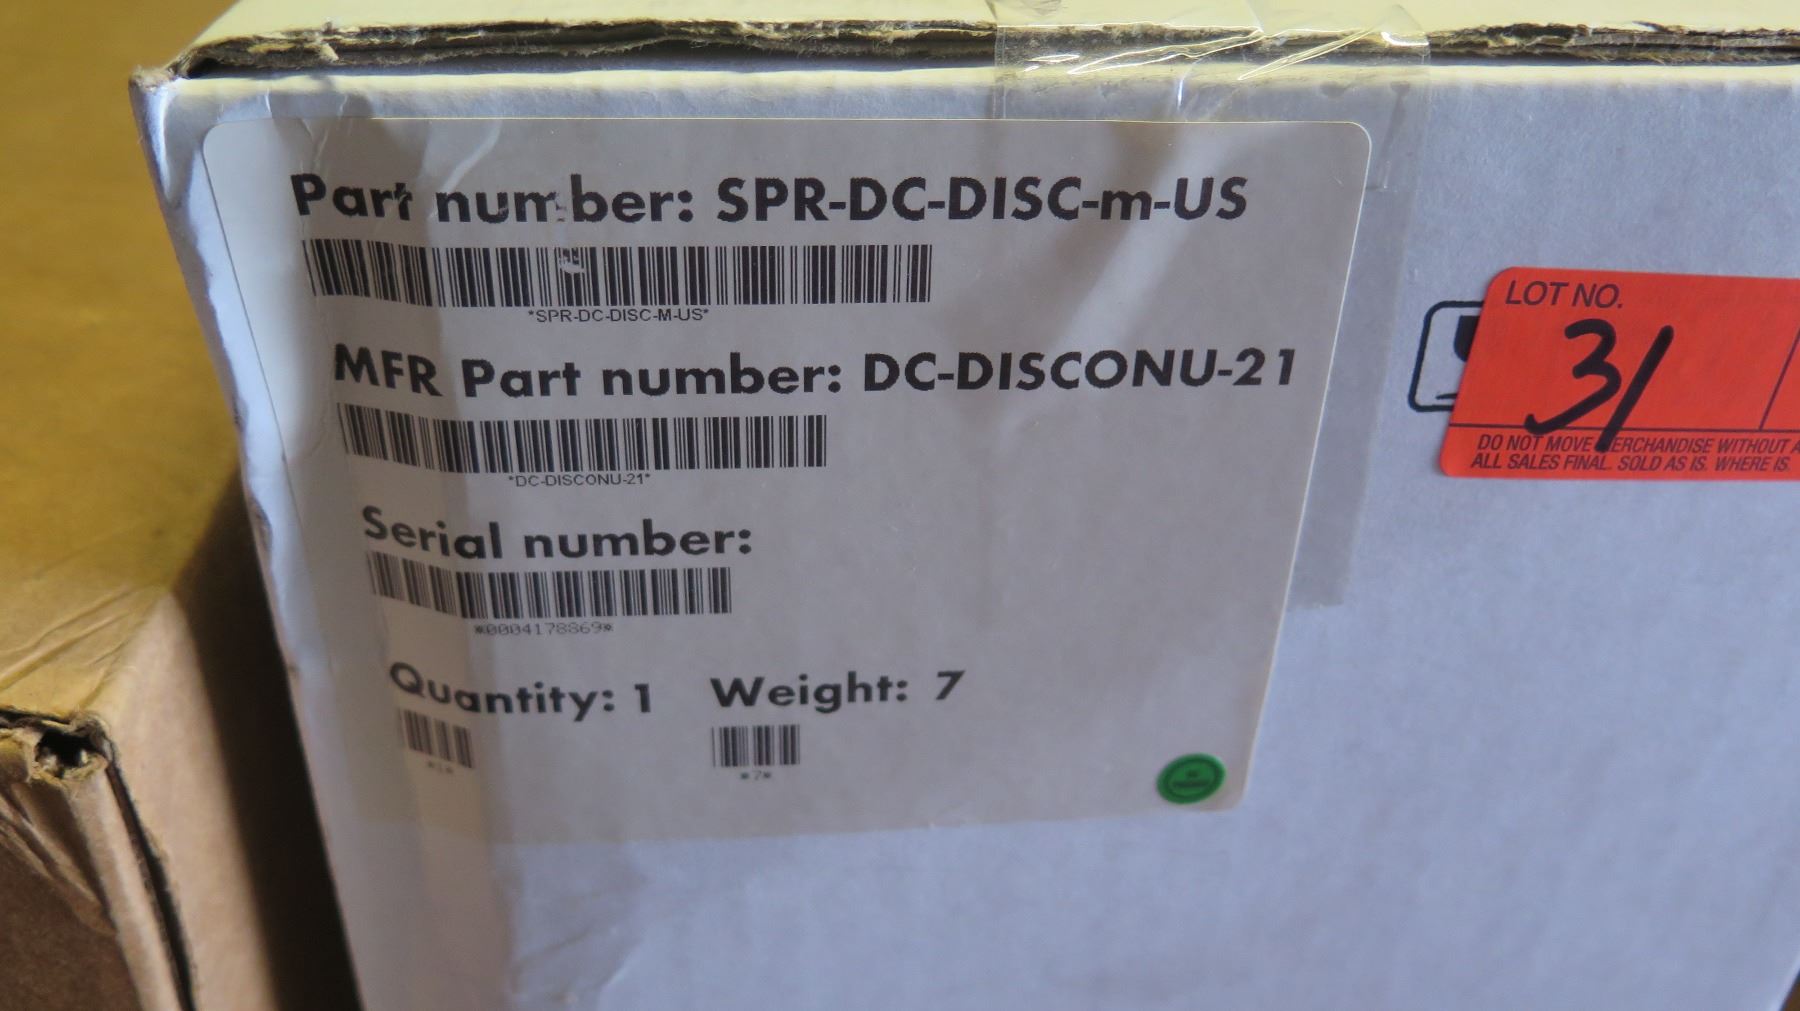 Part number: SPR-DC-DISC-m-US
*SPR-DC-DISC-M-US*
MFR Part number: DC-DISCONU-21
*DC-DISCONU-21*
Serial number:
*0004178869*
Quantity: 1 Weight: 7
*1* *7*
LOT NO.
31
DO NOT MOVE MERCHANDISE WITHOUT
ALL SALES FINAL. SOLD AS IS. WHERE IS.